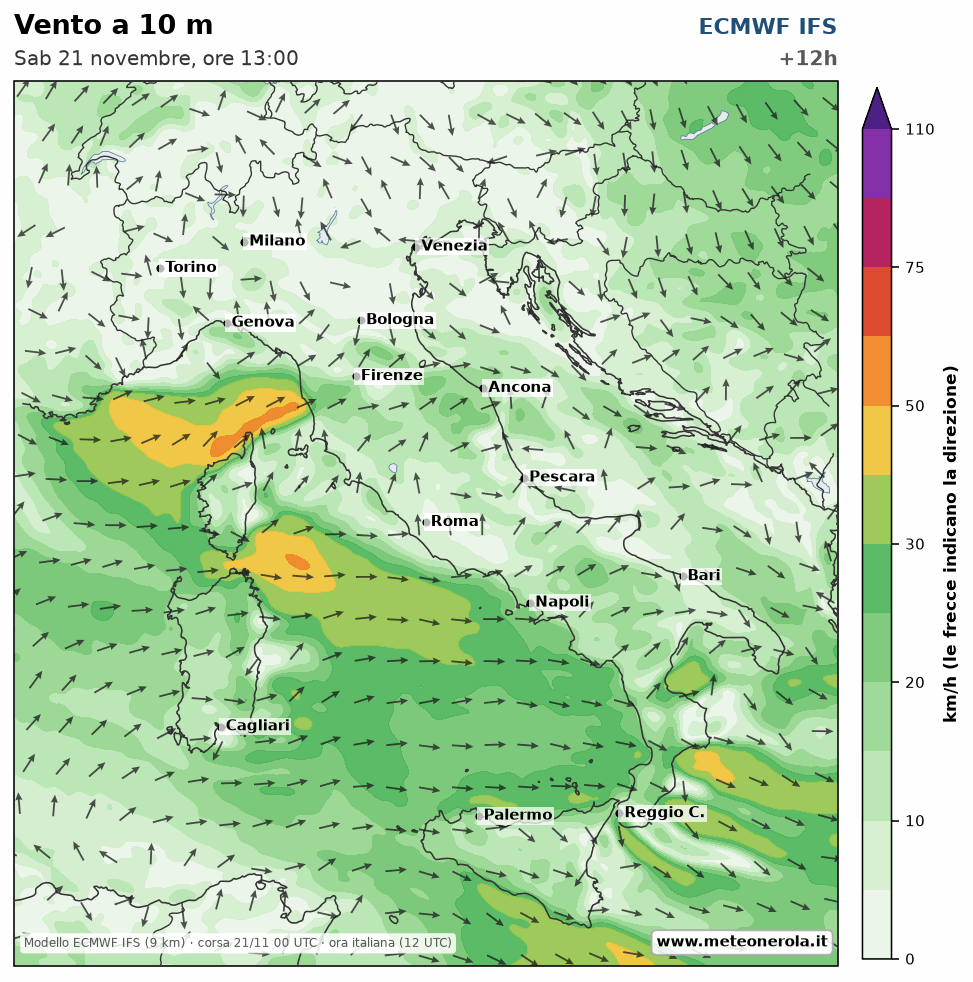 Vento a 10 m
ECMWF IFS
Sab 21 novembre, ore 13:00
+12h
Milano
Venezia
Torino
Genova
Bologna
Firenze
Ancona
Pescara
Roma
Bari
Napoli
Cagliari
Palermo
Reggio C.
110
75
50
30
20
10
0
km/h (le frecce indicano la direzione)
Modello ECMWF IFS (9 km) · corsa 21/11 00 UTC · ora italiana (12 UTC)
www.meteonerola.it